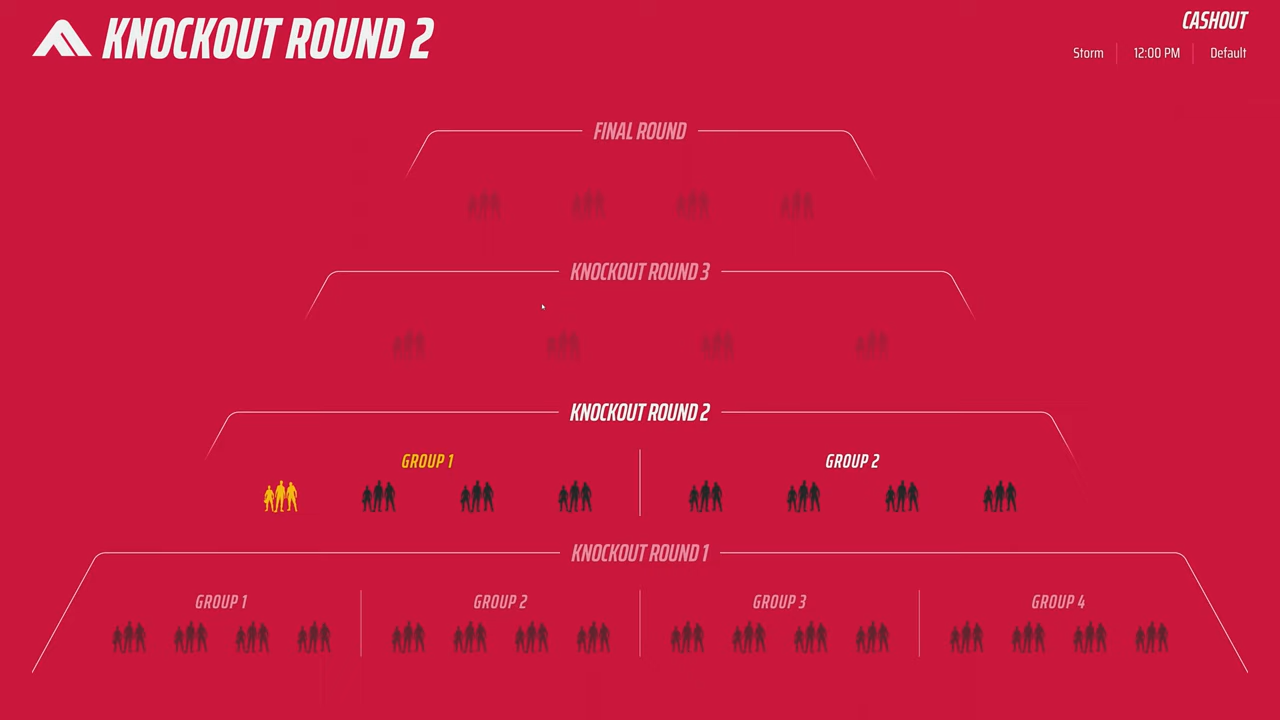 KNOCKOUT ROUND 2
CASHOUT
Storm 12:00 PM Default
FINAL ROUND
KNOCKOUT ROUND 3
KNOCKOUT ROUND 2
GROUP 1 GROUP 2
KNOCKOUT ROUND 1
GROUP 1 GROUP 2 GROUP 3 GROUP 4